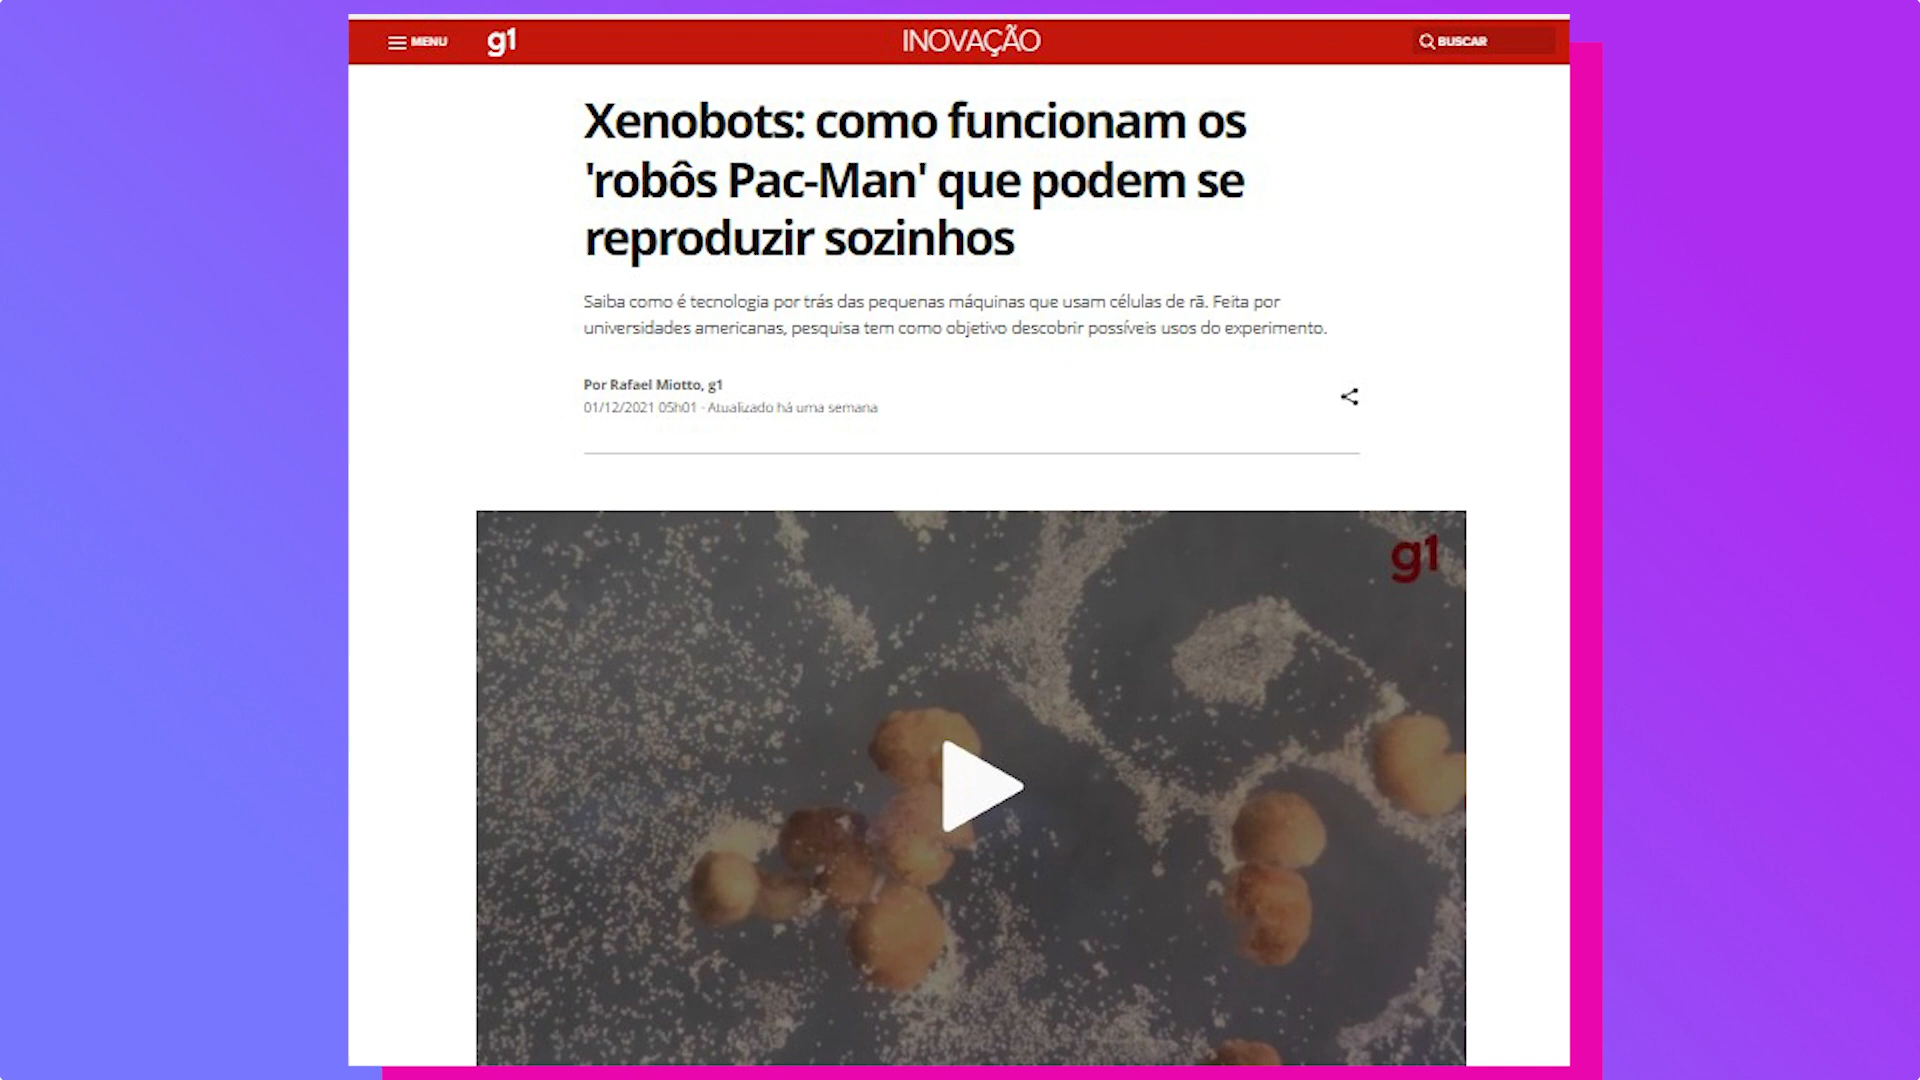 MENU
g1
INOVAÇÃO
BUSCAR
Xenobots: como funcionam os
'robôs Pac-Man' que podem se
reproduzir sozinhos
Saiba como é tecnologia por trás das pequenas máquinas que usam células de rã. Feita por
universidades americanas, pesquisa tem como objetivo descobrir possíveis usos do experimento.
Por Rafael Miotto, g1
01/12/2021 05h01 · Atualizado há uma semana
g1